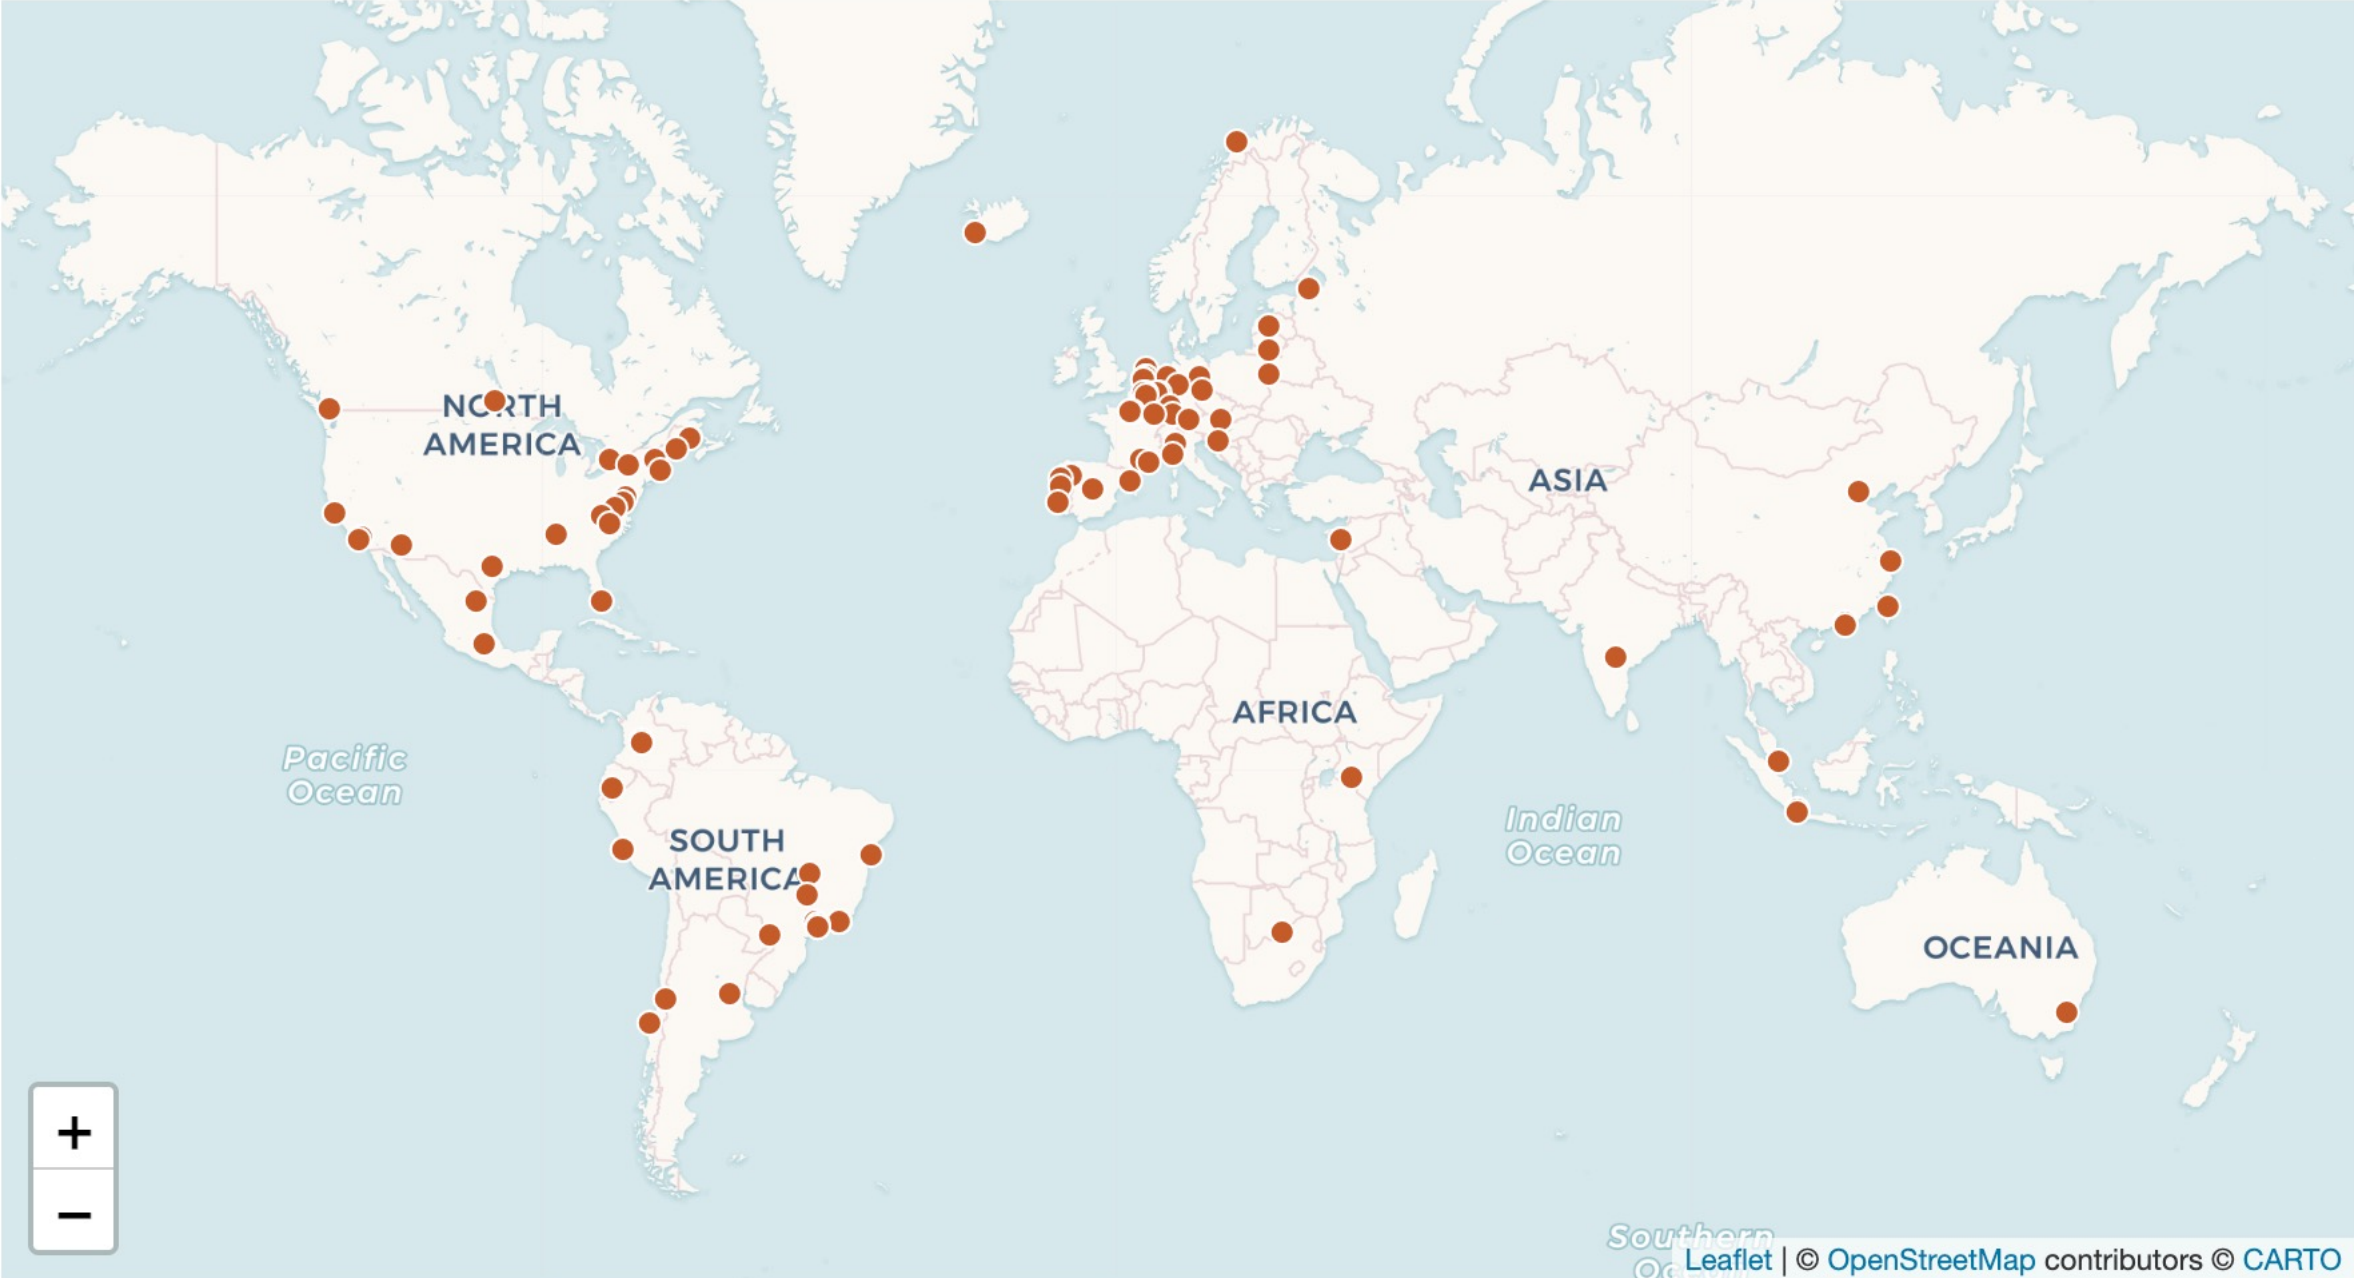 NORTH
AMERICA
ASIA
AFRICA
Pacific
Ocean
Indian
Ocean
SOUTH
AMERICA
OCEANIA
+
−
Southern
Leaflet | © OpenStreetMap contributors © CARTO